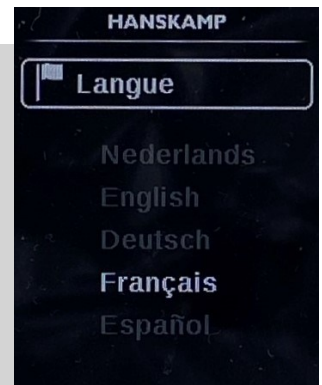 HANSKAMP
Langue
Nederlands
English
Deutsch
Français
Español